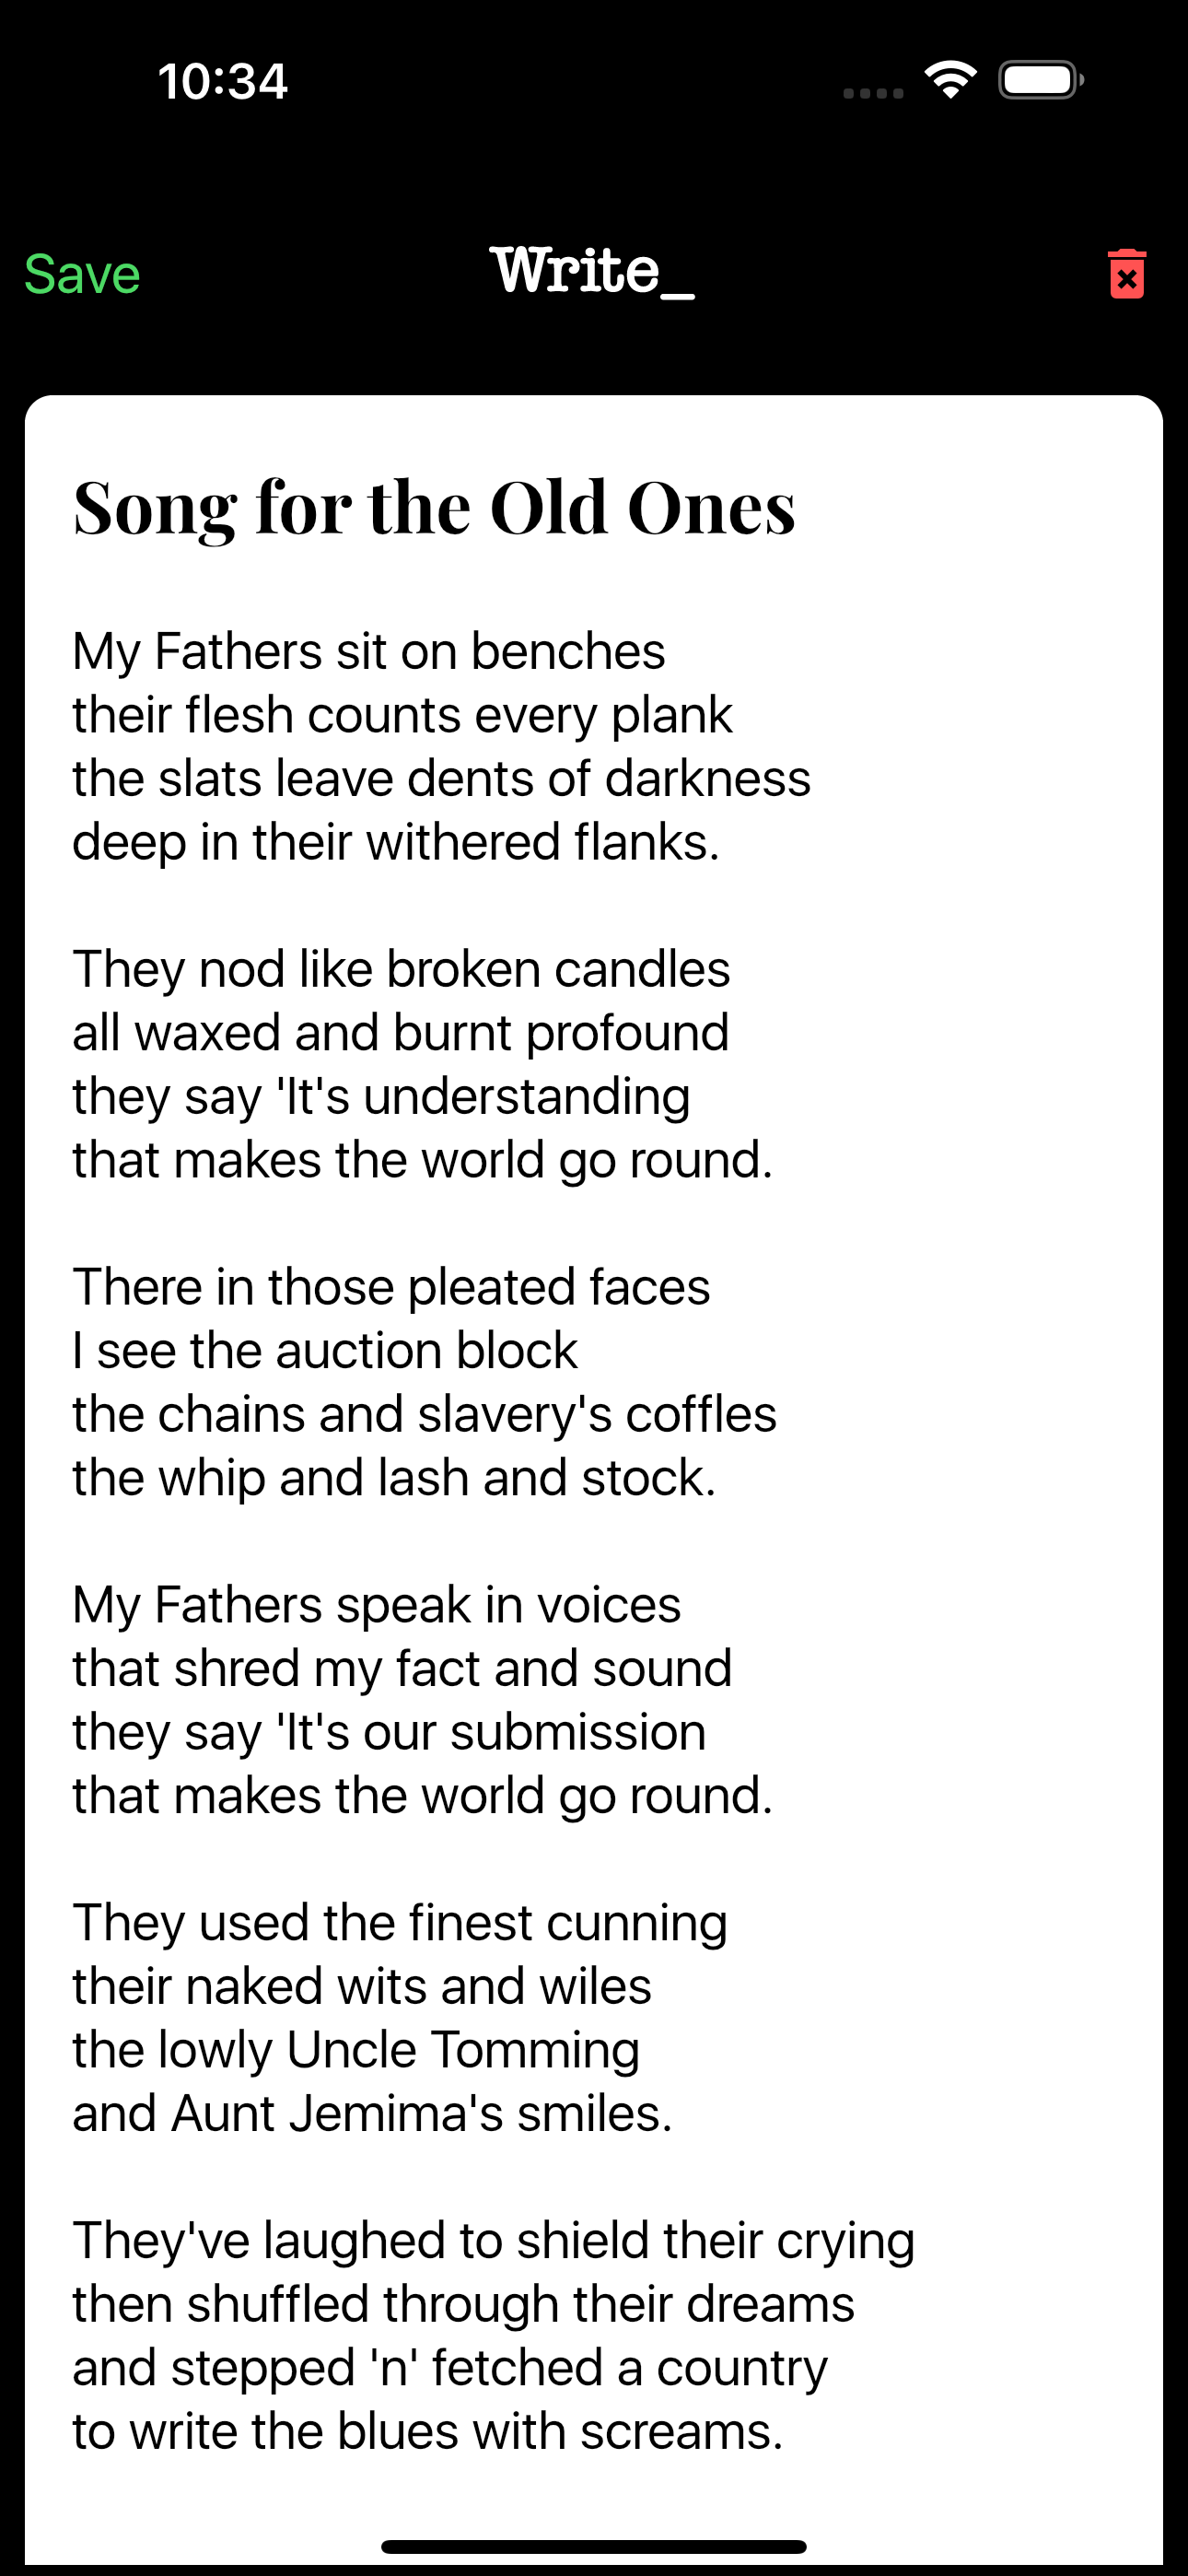 10:34
Save
Write_
Song for the Old Ones
My Fathers sit on benches
their flesh counts every plank
the slats leave dents of darkness
deep in their withered flanks.
They nod like broken candles
all waxed and burnt profound
they say 'It's understanding
that makes the world go round.
There in those pleated faces
I see the auction block
the chains and slavery's coffles
the whip and lash and stock.
My Fathers speak in voices
that shred my fact and sound
they say 'It's our submission
that makes the world go round.
They used the finest cunning
their naked wits and wiles
the lowly Uncle Tomming
and Aunt Jemima's smiles.
They've laughed to shield their crying
then shuffled through their dreams
and stepped 'n' fetched a country
to write the blues with screams.